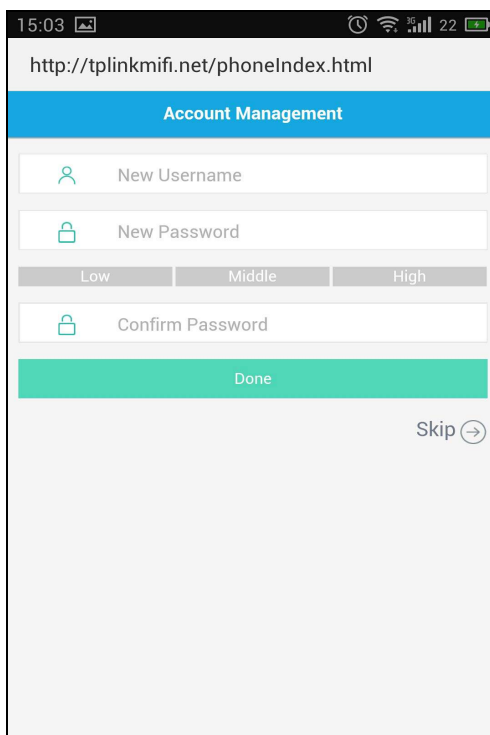 15:03 3G 22
http://tplinkmifi.net/phoneIndex.html
Account Management
New Username
New Password
Low Middle High
Confirm Password
Done
Skip